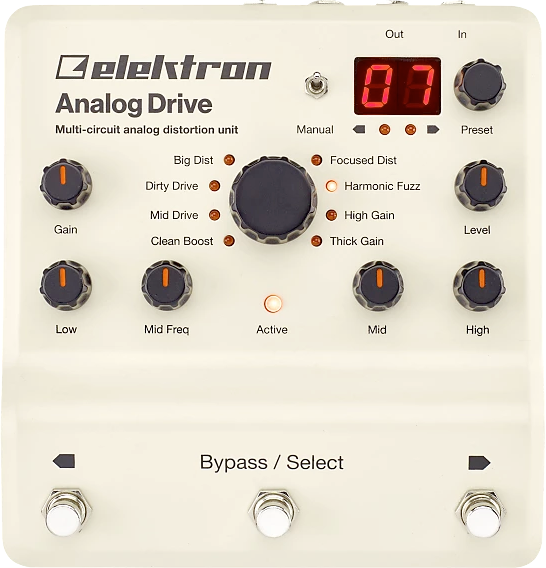 Out In
elektron
07
Analog Drive
Multi-circuit analog distortion unit
Manual
Preset
Big Dist
Focused Dist
Dirty Drive
Harmonic Fuzz
Mid Drive
High Gain
Clean Boost
Thick Gain
Gain
Level
Low
Mid Freq
Active
Mid
High
Bypass / Select